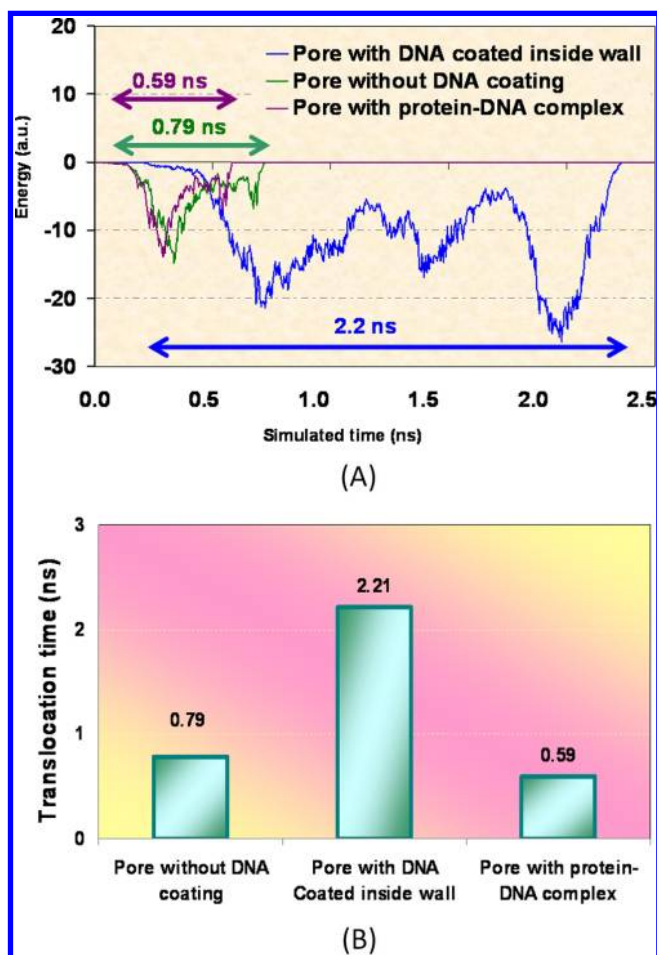 20
10
0
-10
-20
-30
Energy (a.u.)
Pore with DNA coated inside wall
Pore without DNA coating
Pore with protein-DNA complex
0.59 ns
0.79 ns
2.2 ns
0.0 0.5 1.0 1.5 2.0 2.5
Simulated time (ns)
(A)
3
2
1
0
Translocation time (ns)
0.79
2.21
0.59
Pore without DNA
coating
Pore with DNA
Coated inside wall
Pore with protein-
DNA complex
(B)